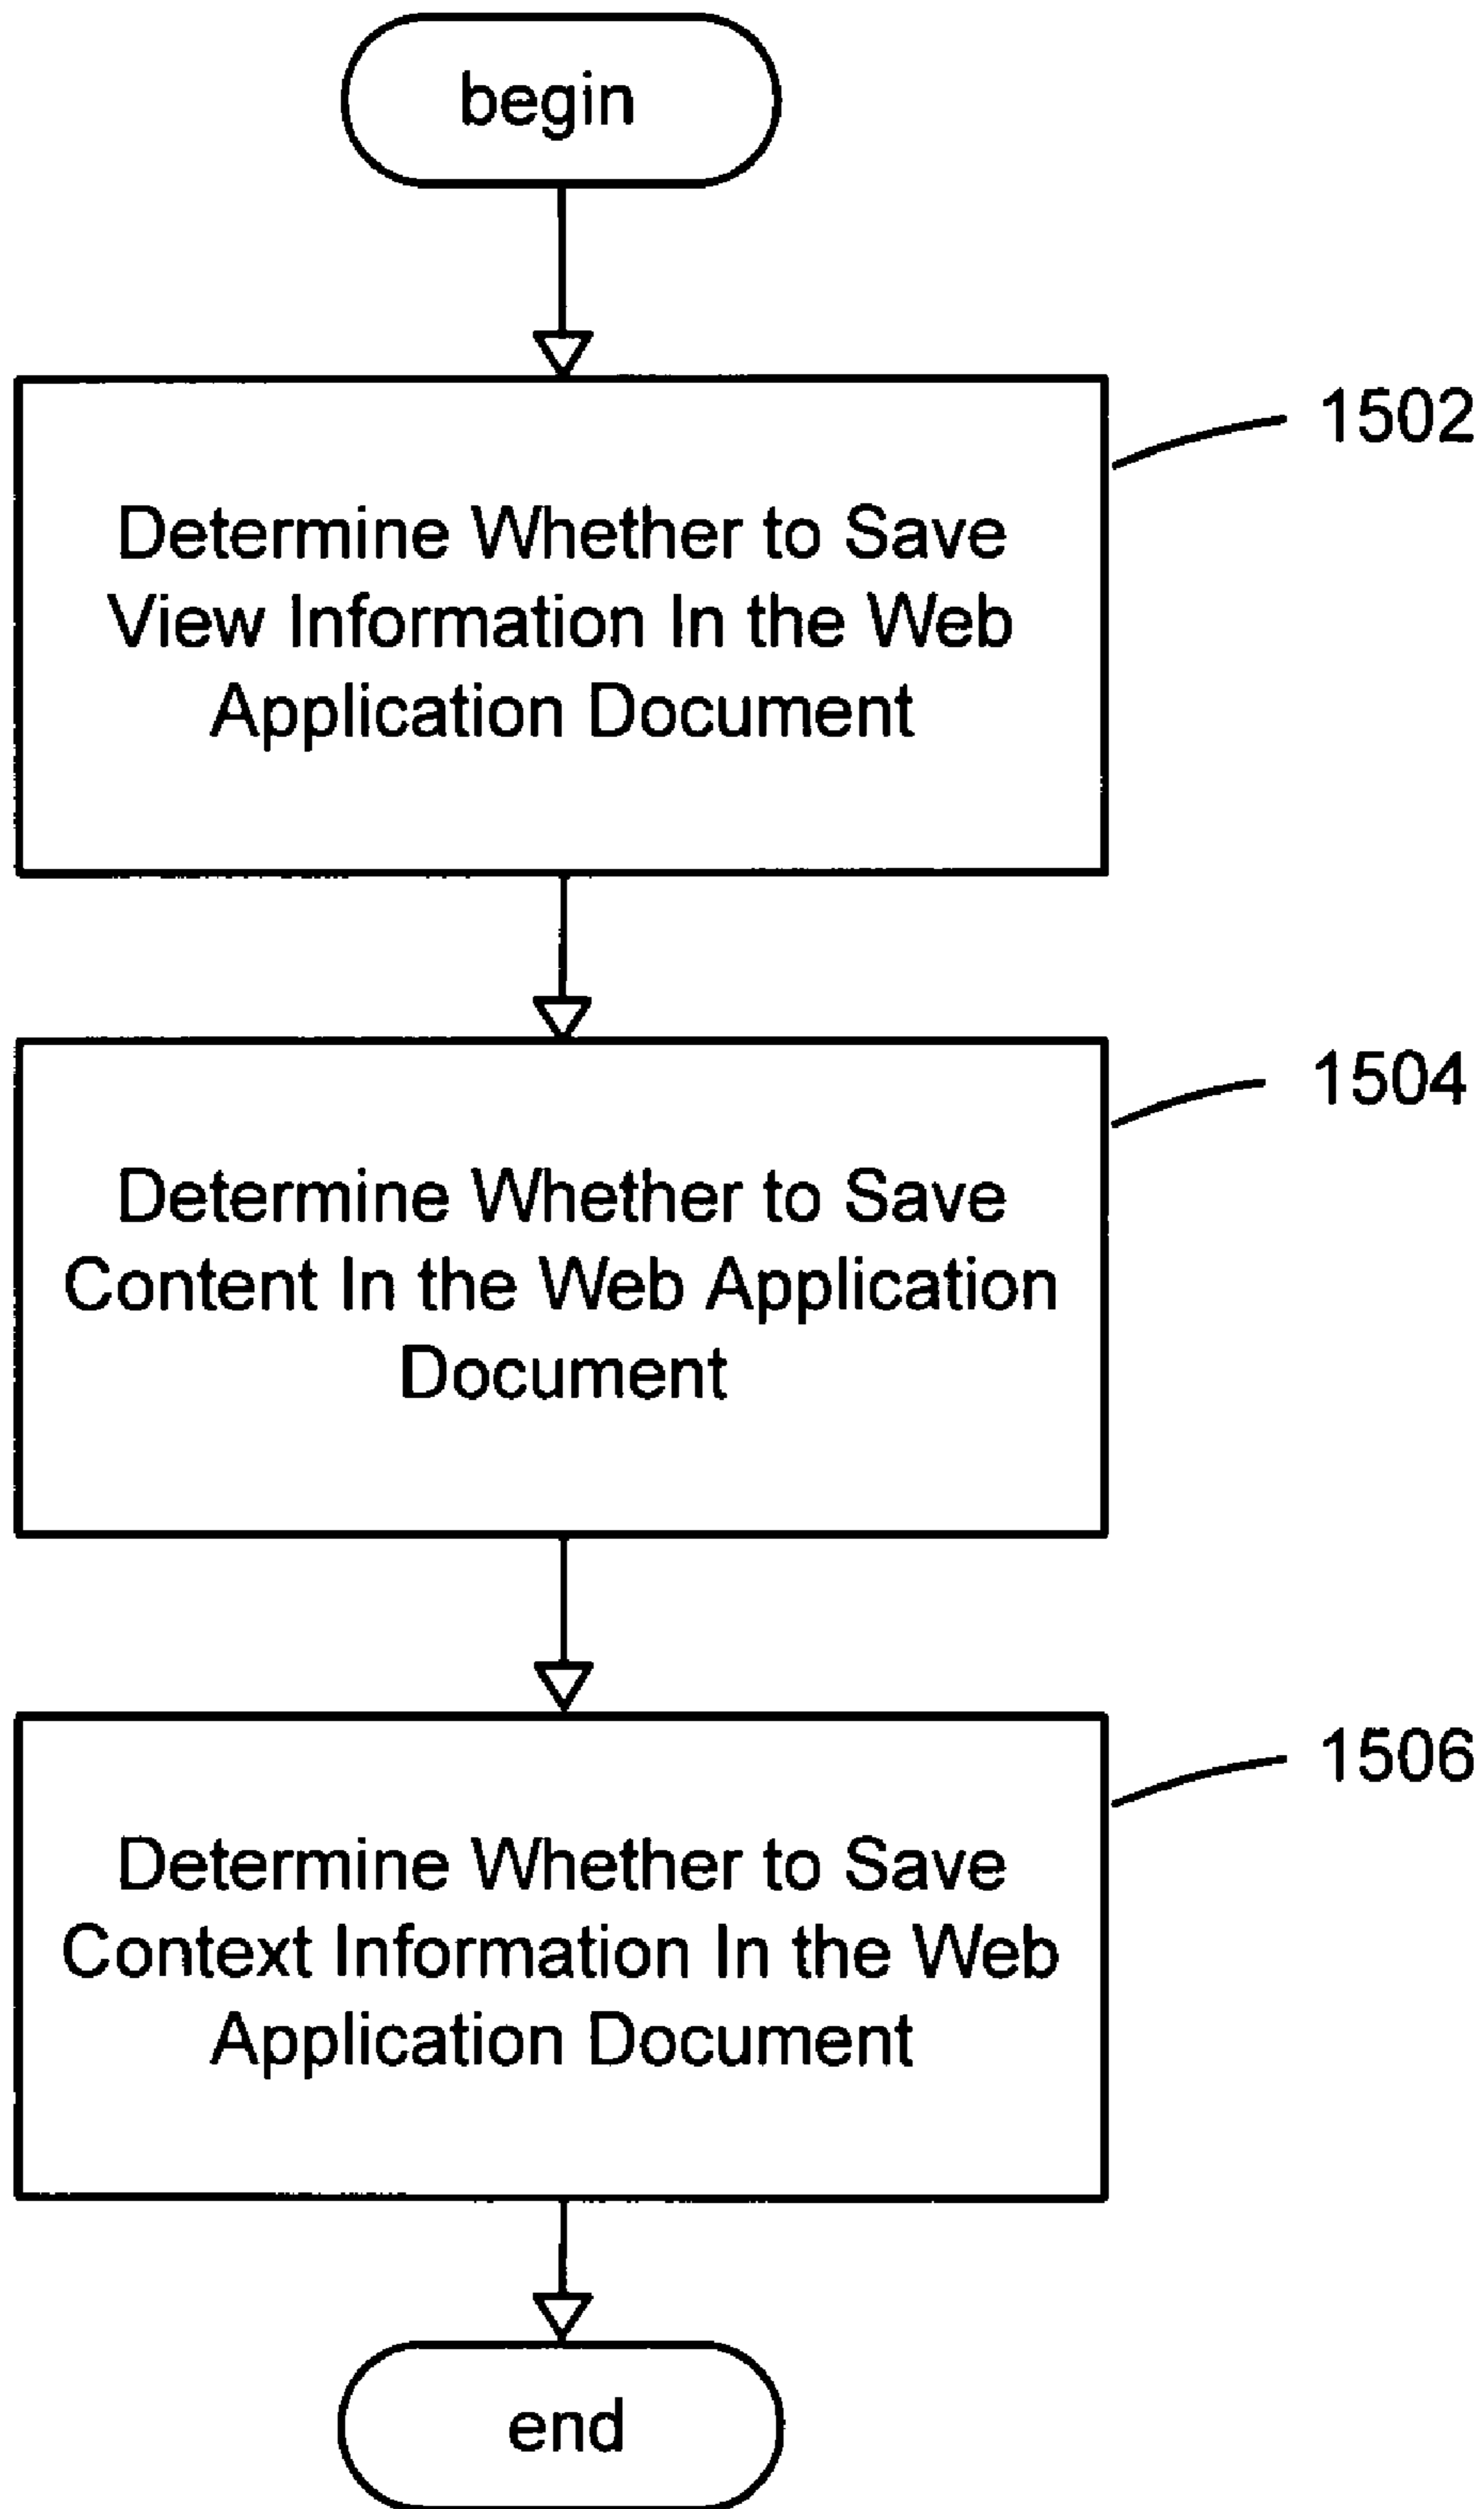 begin
1502
Determine Whether to Save
View Information In the Web
Application Document
1504
Determine Whether to Save
Content In the Web Application
Document
1506
Determine Whether to Save
Context Information In the Web
Application Document
end